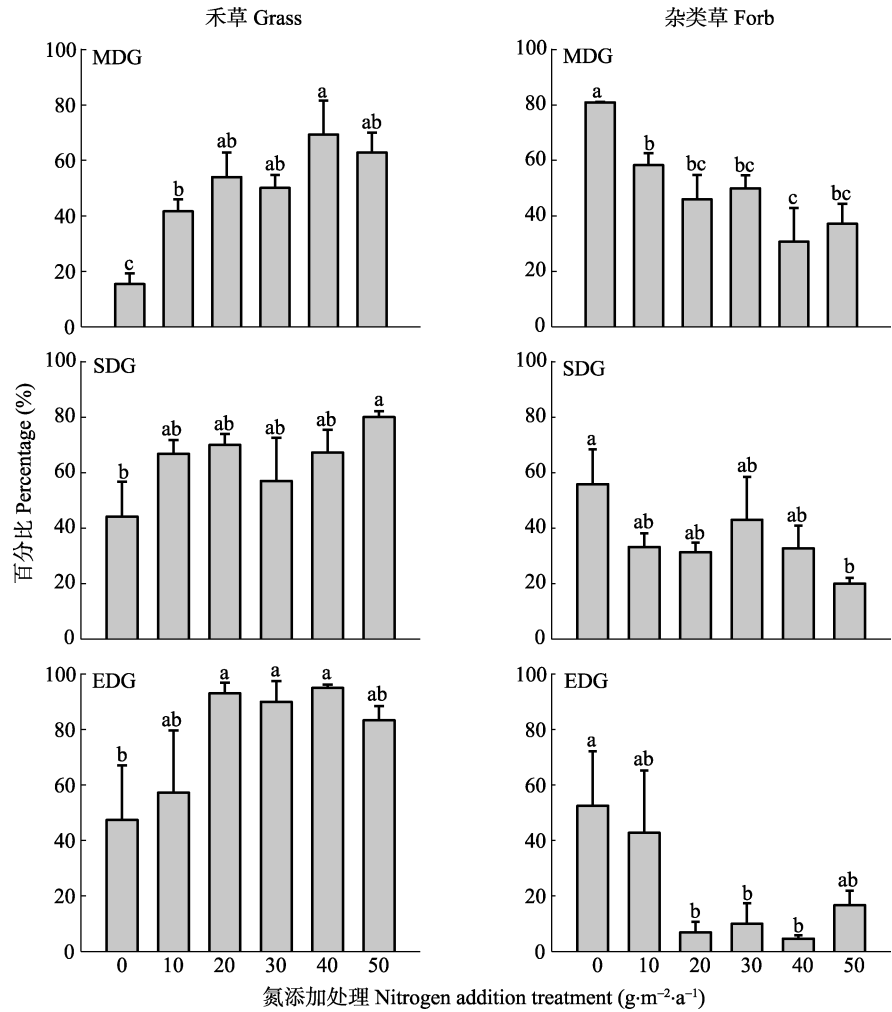 禾草 Grass
杂类草 Forb
MDG
100
80
60
40
20
0
c
b
ab
ab
a
ab
MDG
100
80
60
40
20
0
a
b
bc
bc
c
bc
百分比 Percentage (%)
SDG
100
80
60
40
20
0
b
ab
ab
ab
ab
a
SDG
100
80
60
40
20
0
a
ab
ab
ab
ab
b
EDG
100
80
60
40
20
0
b
ab
a
a
a
ab
0 10 20 30 40 50
EDG
100
80
60
40
20
0
a
ab
b
b
b
ab
0 10 20 30 40 50
氮添加处理 Nitrogen addition treatment (g·m⁻²·a⁻¹)